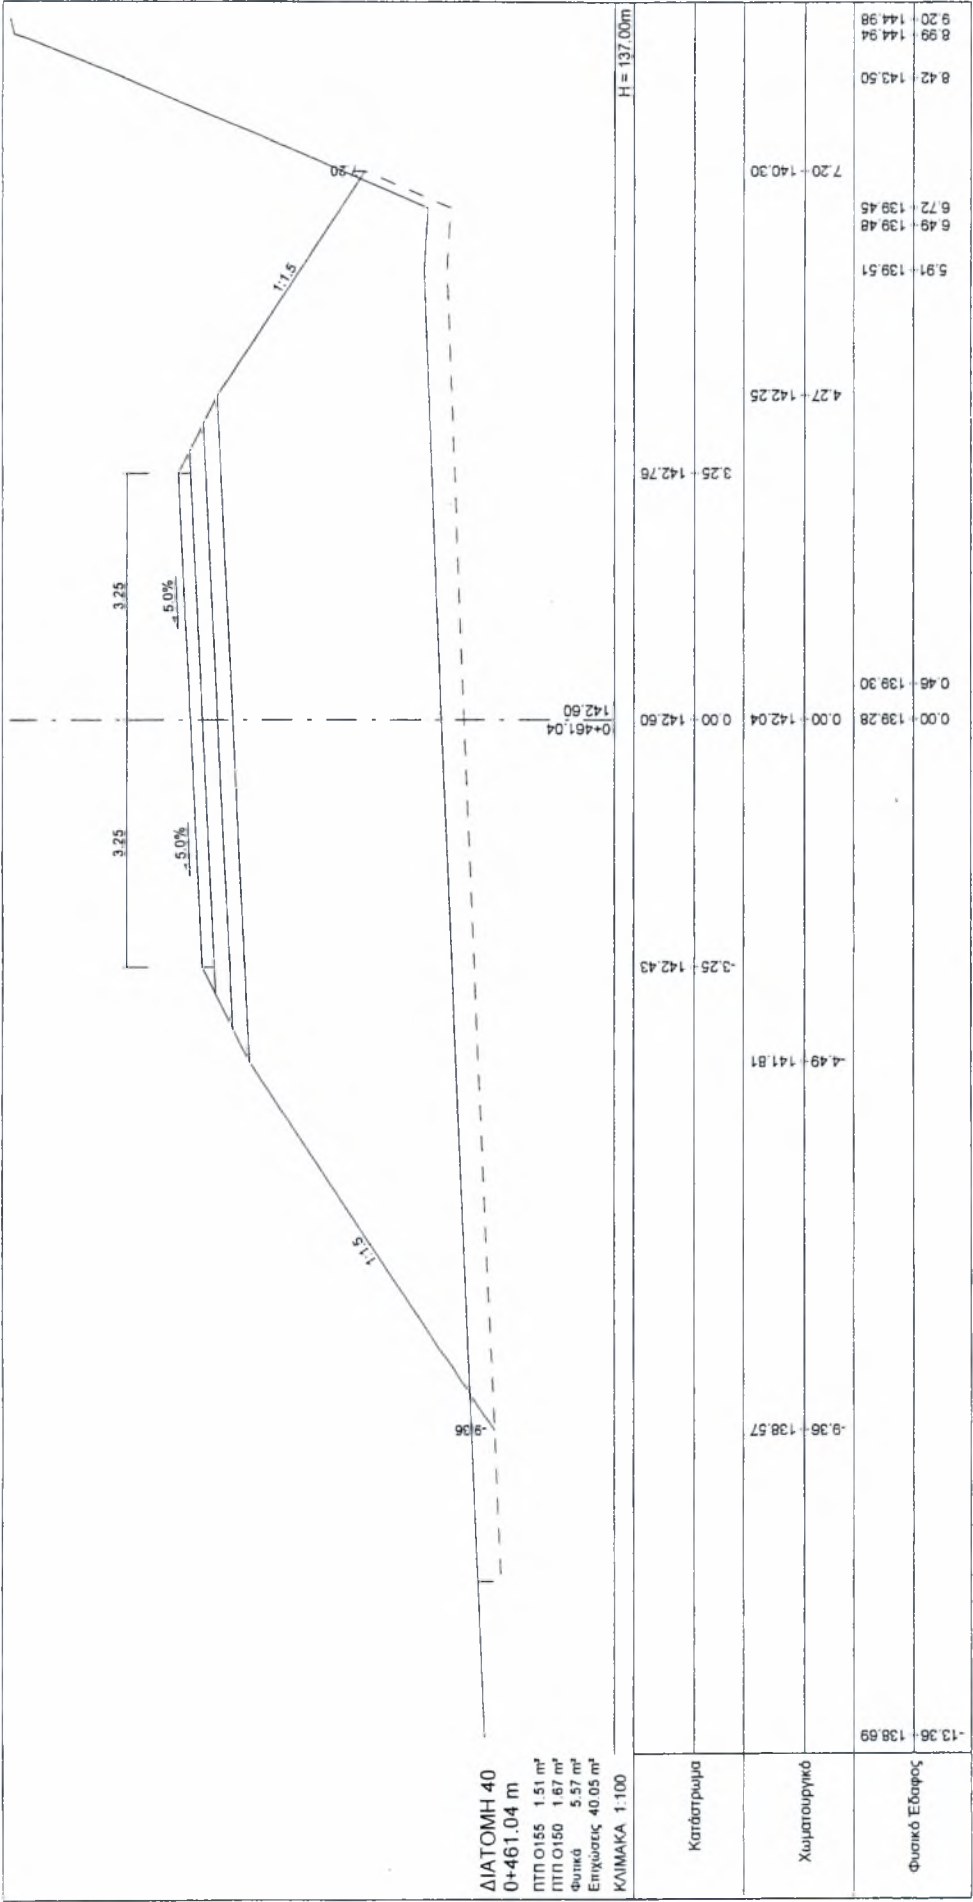 3.25
3.25
5.0%
5.0%
1:1.5
1:1.5
-9.36
7.20
0+461.04
142.60
ΔΙΑΤΟΜΗ 40
0+461.04 m
ΠΤΠ Ο155 1.51 m²
ΠΤΠ Ο150 1.67 m²
Φυτικά 5.57 m²
Επιχώσεις 40.05 m²
ΚΛΙΜΑΚΑ 1:100
H = 137.00m
Κατάστρωμα
-3.25 142.43
0.00 142.60
3.25 142.76
Χωματουργικό
-9.36 138.57
-4.49 141.81
0.00 142.04
4.27 142.25
7.20 140.30
Φυσικό Έδαφος
-13.36 138.69
0.00 139.28
0.46 139.30
5.91 139.51
6.49 139.48
6.72 139.45
8.42 143.50
8.99 144.94
9.20 144.98